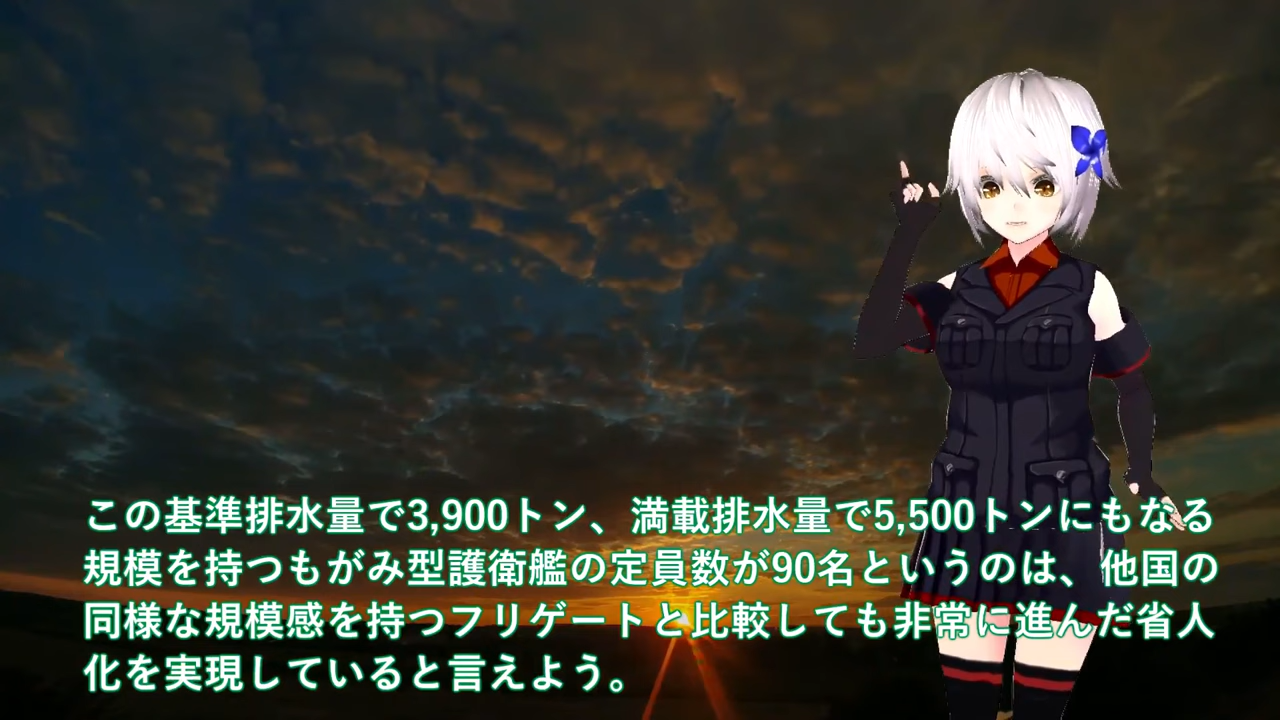 この基準排水量で3,900トン、満載排水量で5,500トンにもなる
規模を持つもがみ型護衛艦の定員数が90名というのは、他国の
同様な規模感を持つフリゲートと比較しても非常に進んだ省人
化を実現していると言えよう。